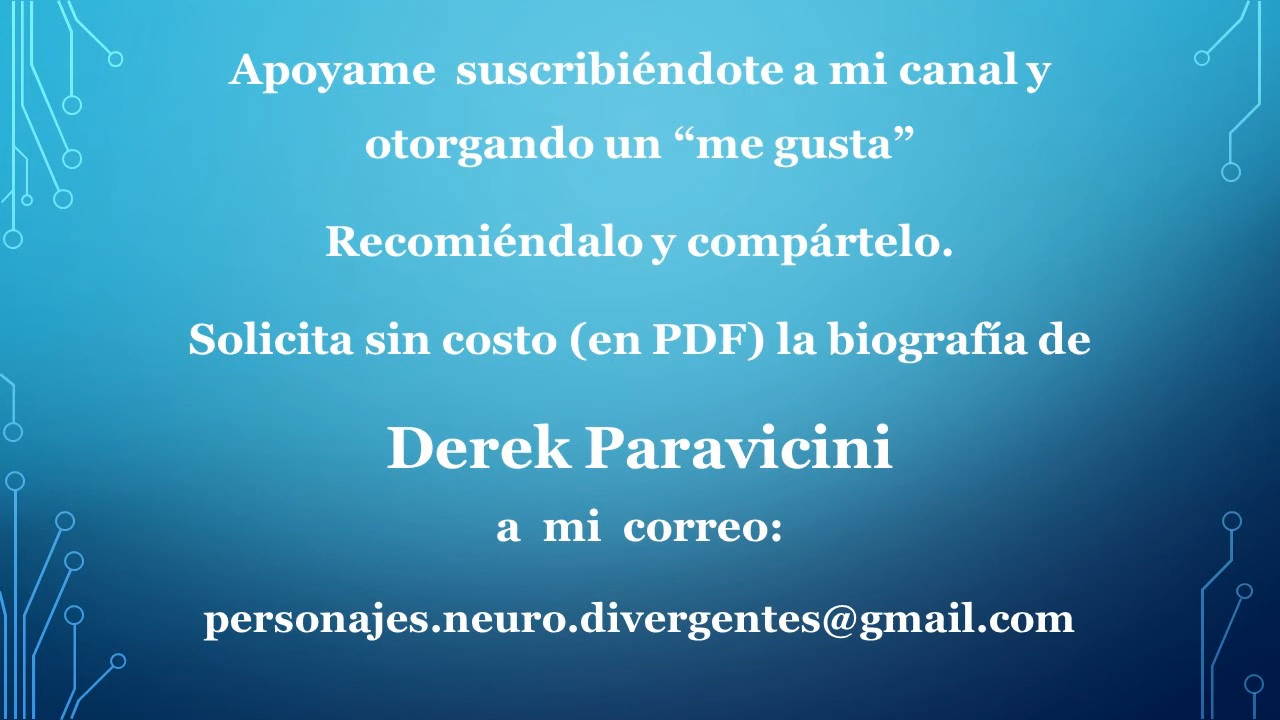 Apoyame suscribiéndote a mi canal y
otorgando un “me gusta”
Recomiéndalo y compártelo.
Solicita sin costo (en PDF) la biografía de
Derek Paravicini
a mi correo:
personajes.neuro.divergentes@gmail.com